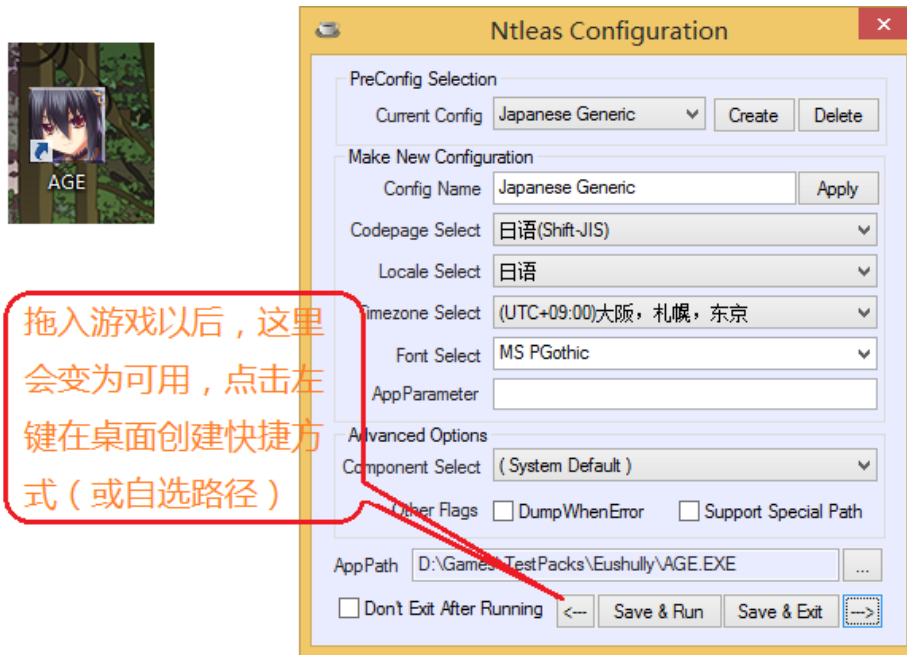 Ntleas Configuration
PreConfig Selection
Current Config Japanese Generic Create Delete
Make New Configuration
Config Name Japanese Generic Apply
Codepage Select 日语(Shift-JIS)
Locale Select 日语
Timezone Select (UTC+09:00)大阪，札幌，东京
Font Select MS PGothic
AppParameter
Advanced Options
Component Select ( System Default )
Other Flags DumpWhenError Support Special Path
AppPath D:\Games\TestPacks\Eushully\AGE.EXE ...
Don't Exit After Running <--- Save & Run Save & Exit --->
AGE
拖入游戏以后，这里
会变为可用，点击左
键在桌面创建快捷方
式（或自选路径）